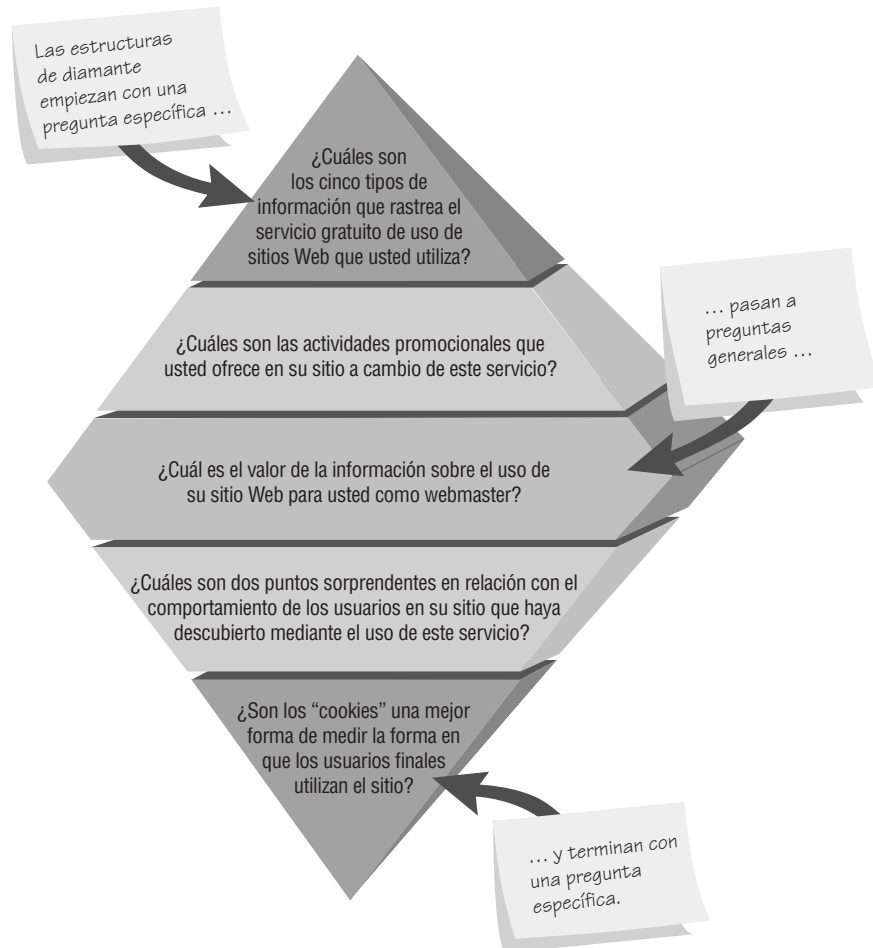 Las estructuras
de diamante
empiezan con una
pregunta específica …
¿Cuáles son
los cinco tipos de
información que rastrea el
servicio gratuito de uso de
sitios Web que usted utiliza?
… pasan a
preguntas
generales …
¿Cuáles son las actividades promocionales que
usted ofrece en su sitio a cambio de este servicio?
¿Cuál es el valor de la información sobre el uso de
su sitio Web para usted como webmaster?
¿Cuáles son dos puntos sorprendentes en relación con el
comportamiento de los usuarios en su sitio que haya
descubierto mediante el uso de este servicio?
¿Son los “cookies” una mejor
forma de medir la forma en
que los usuarios finales
utilizan el sitio?
… y terminan con
una pregunta
específica.